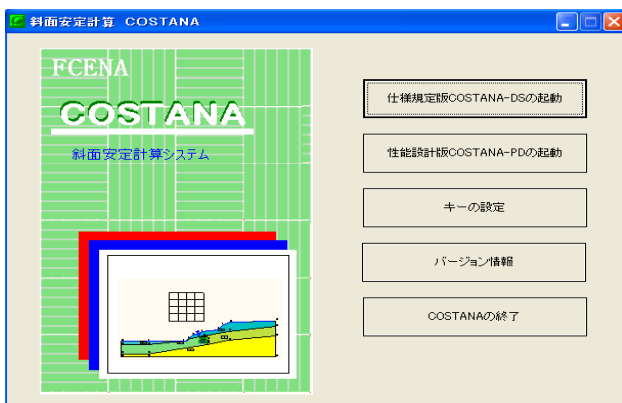 斜面安定計算 COSTANA
FCENA
COSTANA
斜面安定計算システム
仕様規定版COSTANA-DSの起動
性能設計版COSTANA-PDの起動
キーの設定
バージョン情報
COSTANAの終了